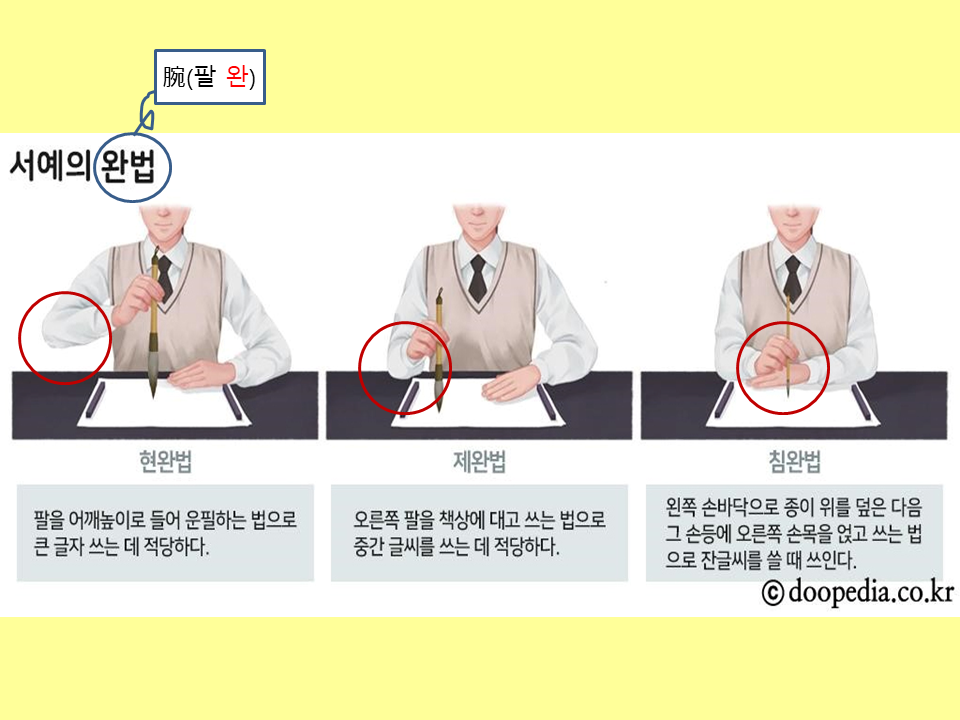 腕(팔 완)
서예의 완법
현완법
팔을 어깨높이로 들어 운필하는 법으로
큰 글자 쓰는 데 적당하다.
제완법
오른쪽 팔을 책상에 대고 쓰는 법으로
중간 글씨를 쓰는 데 적당하다.
침완법
왼쪽 손바닥으로 종이 위를 덮은 다음
그 손등에 오른쪽 손목을 얹고 쓰는 법
으로 잔글씨를 쓸 때 쓰인다.
ⓒdoopedia.co.kr